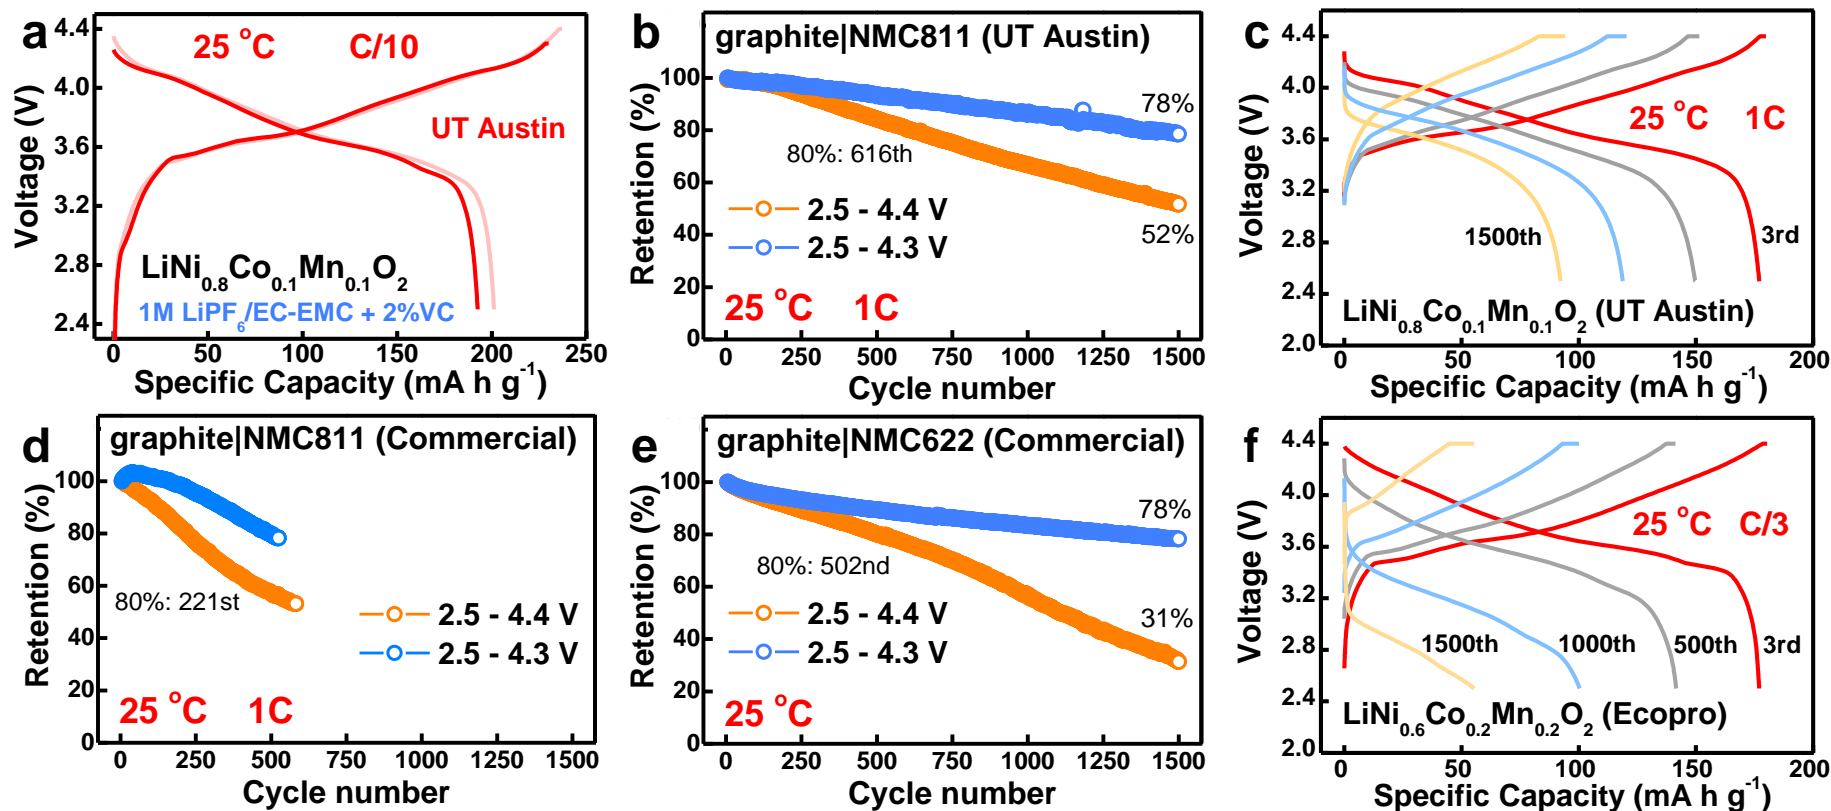 a
25 °C C/10
UT Austin
LiNi0.8Co0.1Mn0.1O2
1M LiPF6/EC-EMC + 2%VC
Voltage (V)
4.4
4.0
3.6
3.2
2.8
2.4
0 50 100 150 200 250
Specific Capacity (mA h g-1)
b
graphite|NMC811 (UT Austin)
Retention (%)
100
80
60
40
20
0
78%
80%: 616th
2.5 - 4.4 V
2.5 - 4.3 V
52%
25 °C 1C
0 250 500 750 1000 1250 1500
Cycle number
c
Voltage (V)
4.4
4.0
3.6
3.2
2.8
2.4
2.0
25 °C 1C
1500th
3rd
LiNi0.8Co0.1Mn0.1O2 (UT Austin)
0 50 100 150 200
Specific Capacity (mA h g-1)
d
graphite|NMC811 (Commercial)
Retention (%)
100
80
60
40
20
0
80%: 221st
2.5 - 4.4 V
2.5 - 4.3 V
25 °C 1C
0 250 500 750 1000 1250 1500
Cycle number
e
graphite|NMC622 (Commercial)
Retention (%)
100
80
60
40
20
0
78%
80%: 502nd
2.5 - 4.4 V
31%
2.5 - 4.3 V
25 °C
0 250 500 750 1000 1250 1500
Cycle number
f
Voltage (V)
4.4
4.0
3.6
3.2
2.8
2.4
2.0
25 °C C/3
1500th 1000th 500th 3rd
LiNi0.6Co0.2Mn0.2O2 (Ecopro)
0 50 100 150 200
Specific Capacity (mA h g-1)